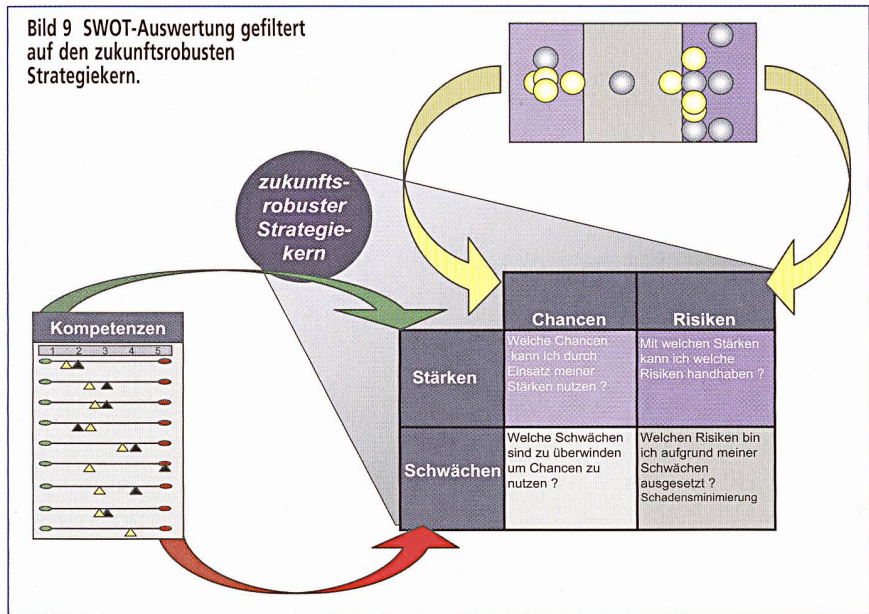 Bild 9 SWOT-Auswertung gefiltert
auf den zukunftsrobusten
Strategiekern.
zukunfts-
robuster
Strategie-
kern
Kompetenzen
1 2 3 4 5
Chancen
Risiken
Stärken
Welche Chancen
kann ich durch
Einsatz meiner
Stärken nutzen ?
Mit welchen Stärken
kann ich welche
Risiken handhaben ?
Schwächen
Welche Schwächen
sind zu überwinden
um Chancen zu
nutzen ?
Welchen Risiken bin
ich aufgrund meiner
Schwächen
ausgesetzt ?
Schadensminimierung